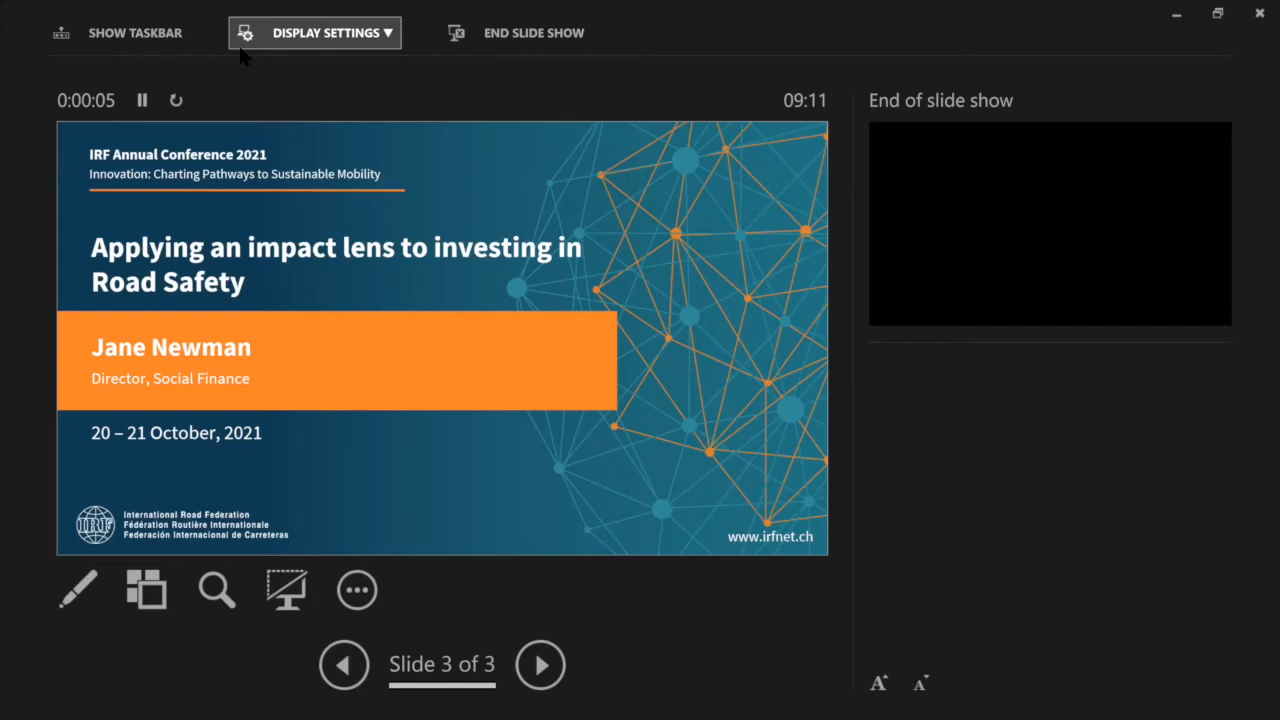 SHOW TASKBAR
DISPLAY SETTINGS ▼
END SLIDE SHOW
0:00:05
09:11
End of slide show
IRF Annual Conference 2021
Innovation: Charting Pathways to Sustainable Mobility
Applying an impact lens to investing in
Road Safety
Jane Newman
Director, Social Finance
20 – 21 October, 2021
IRF
International Road Federation
Fédération Routière Internationale
Federación Internacional de Carreteras
www.irfnet.ch
Slide 3 of 3
A A